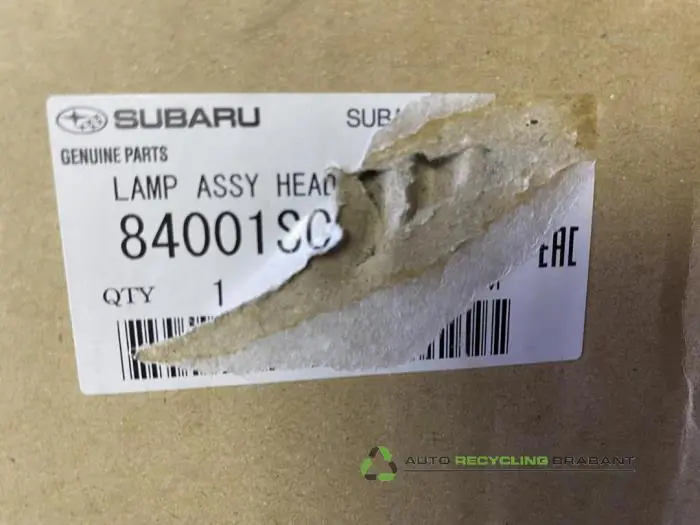 SUBARU SUBA
GENUINE PARTS
LAMP ASSY HEAD
84001SC
QTY 1
EAC
AUTO RECYCLING BRABANT